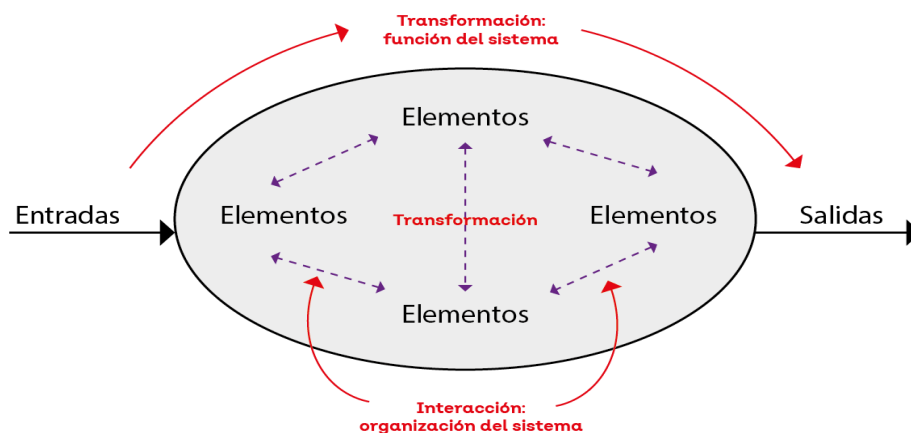 Transformación:
función del sistema
Elementos
Entradas
Elementos
Transformación
Elementos
Salidas
Elementos
Interacción:
organización del sistema